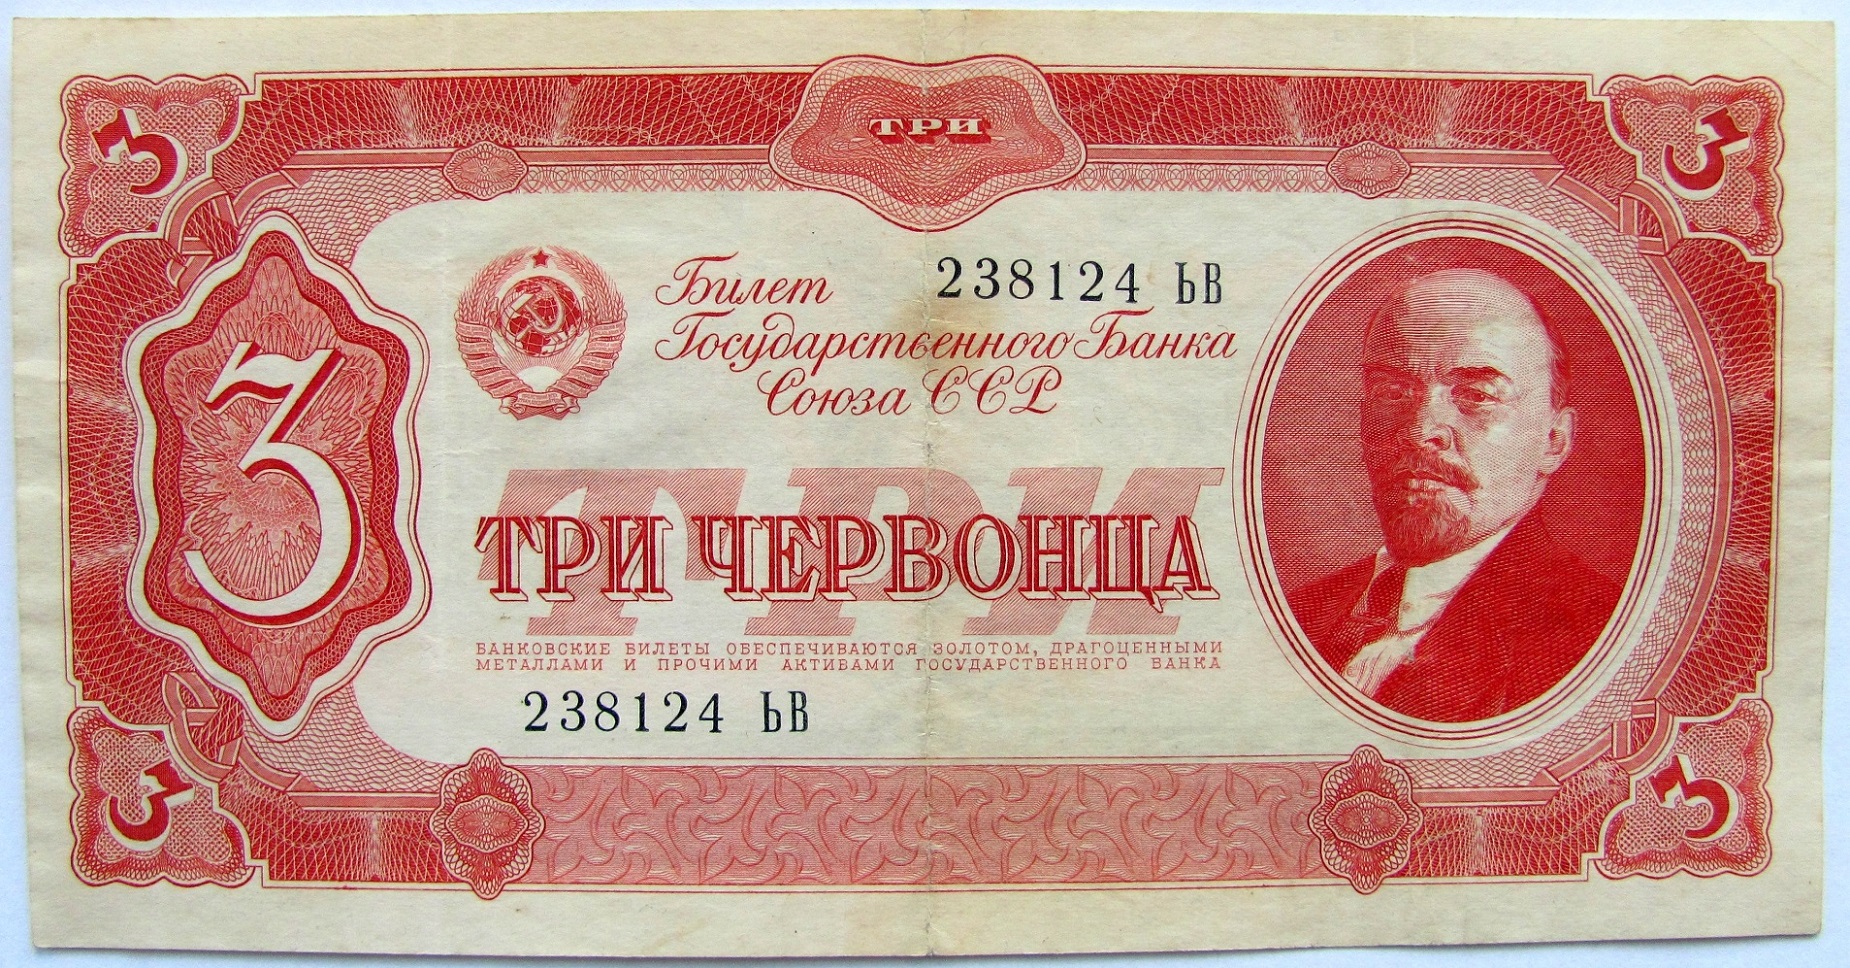 3 ТРИ 3
Билет 238124 ЬВ
Государственного Банка
Союза ССР
3
ТРИ
ТРИ ЧЕРВОНЦА
БАНКОВСКИЕ БИЛЕТЫ ОБЕСПЕЧИВАЮТСЯ ЗОЛОТОМ, ДРАГОЦЕННЫМИ
МЕТАЛЛАМИ И ПРОЧИМИ АКТИВАМИ ГОСУДАРСТВЕННОГО БАНКА
238124 ЬВ
3 3